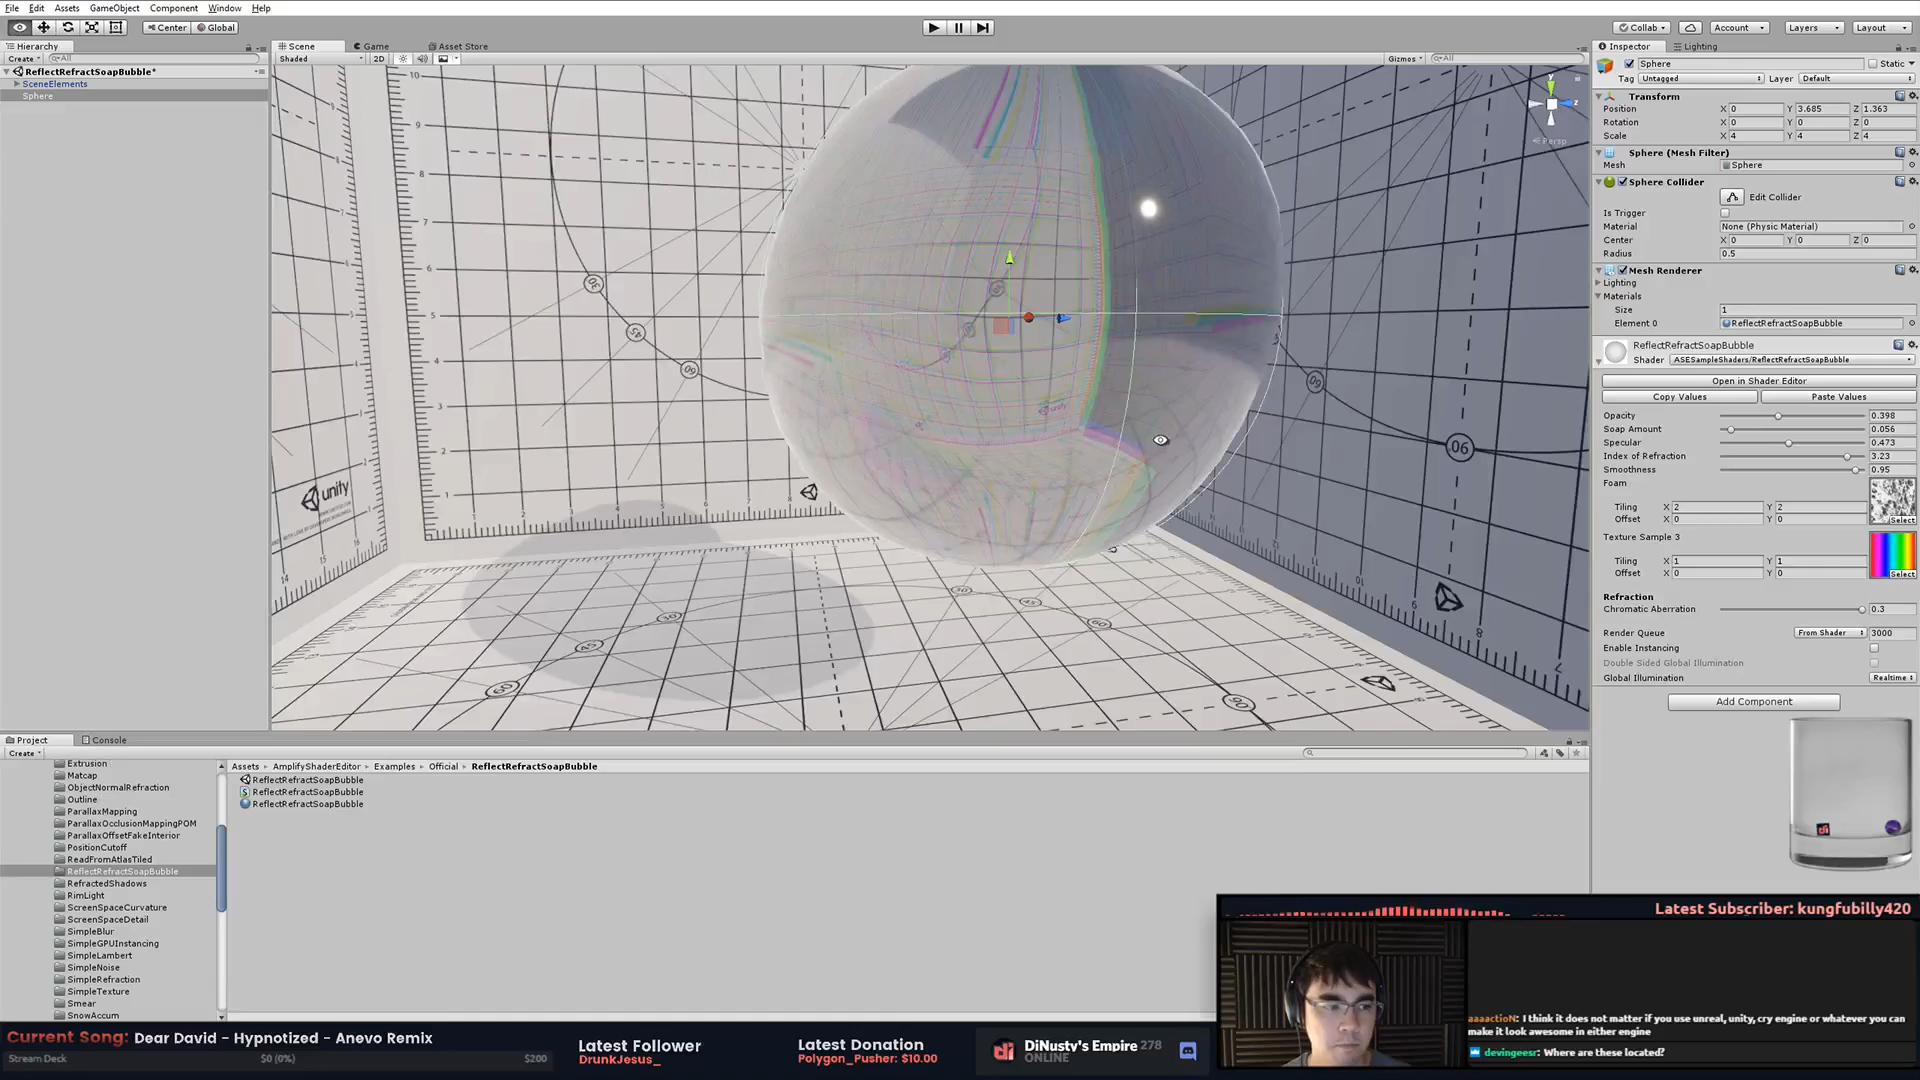 File Edit Assets GameObject Component Window Help
Center Global
Collab Account Layers Layout
Hierarchy
Create All
ReflectRefractSoapBubble*
SceneElements
Sphere
Scene Game Asset Store
Shaded 2D Gizmos All
Persp
unity
Inspector Lighting
Sphere Static
Tag Untagged Layer Default
Transform
Position X 0 Y 3.685 Z 1.363
Rotation X 0 Y 0 Z 0
Scale X 4 Y 4 Z 4
Sphere (Mesh Filter)
Mesh Sphere
Sphere Collider
Edit Collider
Is Trigger
Material None (Physic Material)
Center X 0 Y 0 Z 0
Radius 0.5
Mesh Renderer
Lighting
Materials
Size 1
Element 0 ReflectRefractSoapBubble
ReflectRefractSoapBubble
Shader ASESampleShaders/ReflectRefractSoapBubble
Open in Shader Editor
Copy Values Paste Values
Opacity 0.398
Soap Amount 0.056
Specular 0.473
Index of Refraction 3.23
Smoothness 0.95
Foam
Tiling X 2 Y 2
Offset X 0 Y 0
Select
Texture Sample 3
Tiling X 1 Y 1
Offset X 0 Y 0
Select
Refraction
Chromatic Aberration 0.3
Render Queue From Shader 3000
Enable Instancing
Double Sided Global Illumination
Global Illumination Realtime
Add Component
Project Console
Create
Extrusion
Matcap
ObjectNormalRefraction
Outline
ParallaxMapping
ParallaxOcclusionMappingPOM
ParallaxOffsetFakeInterior
PositionCutoff
ReadFromAtlasTiled
ReflectRefractSoapBubble
RefractedShadows
RimLight
ScreenSpaceCurvature
ScreenSpaceDetail
SimpleBlur
SimpleGPUInstancing
SimpleLambert
SimpleNoise
SimpleRefraction
SimpleTexture
Smear
SnowAccum
Assets AmplifyShaderEditor Examples Official ReflectRefractSoapBubble
ReflectRefractSoapBubble
ReflectRefractSoapBubble
ReflectRefractSoapBubble
Latest Subscriber: kungfubilly420
aaaactioN: I think it does not matter if you use unreal, unity, cry engine or whatever you can
make it look awesome in either engine
devingeesr: Where are these located?
Current Song: Dear David - Hypnotized - Anevo Remix
Stream Deck $0 (0%) $200
Latest Follower
DrunkJesus_
Latest Donation
Polygon_Pusher: $10.00
DiNusty's Empire 278
ONLINE